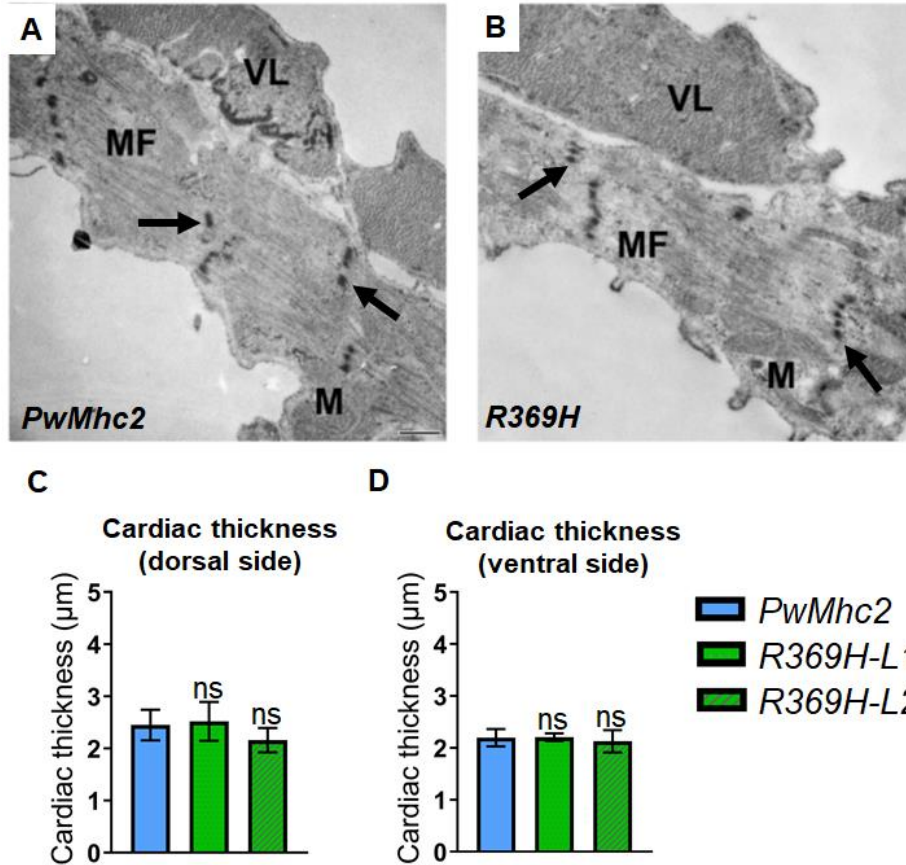 A
VL
MF
M
PwMhc2
B
VL
MF
M
R369H
C
Cardiac thickness
(dorsal side)
Cardiac thickness (μm)
5
4
3
2
1
0
ns
ns
D
Cardiac thickness
(ventral side)
Cardiac thickness (μm)
5
4
3
2
1
0
ns
ns
PwMhc2
R369H-L1
R369H-L2